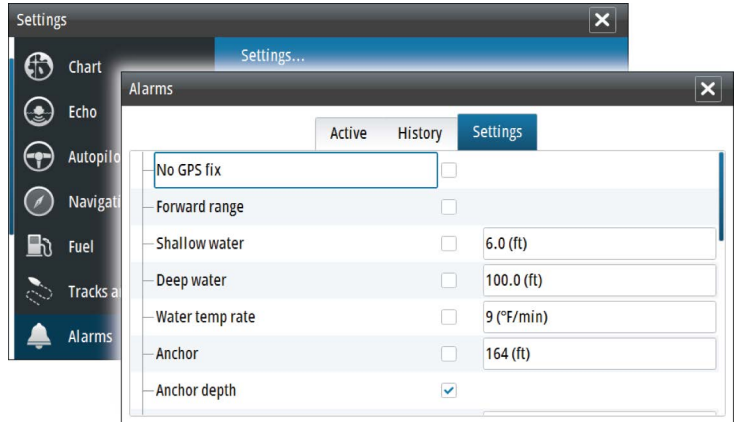 Settings
Settings...
Chart
Echo
Autopilo
Navigati
Fuel
Tracks a
Alarms
Alarms
Active History Settings
No GPS fix
Forward range
Shallow water 6.0 (ft)
Deep water 100.0 (ft)
Water temp rate 9 (°F/min)
Anchor 164 (ft)
Anchor depth